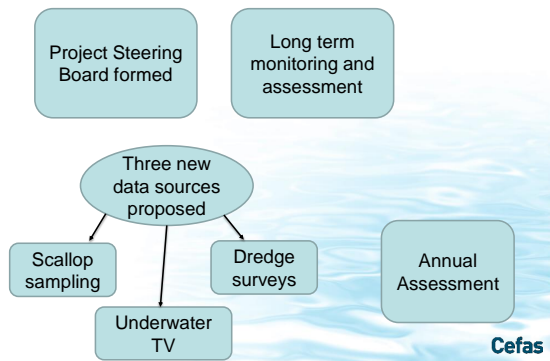 Project Steering
Board formed
Long term
monitoring and
assessment
Three new
data sources
proposed
Scallop
sampling
Dredge
surveys
Underwater
TV
Annual
Assessment
Cefas